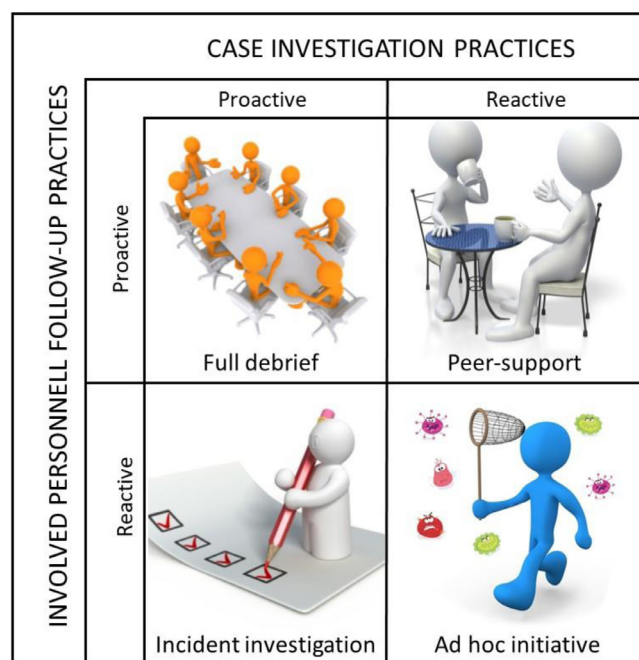 CASE INVESTIGATION PRACTICES
Proactive
Reactive
INVOLVED PERSONNELL FOLLOW-UP PRACTICES
Proactive
Full debrief
Peer-support
Reactive
Incident investigation
Ad hoc initiative